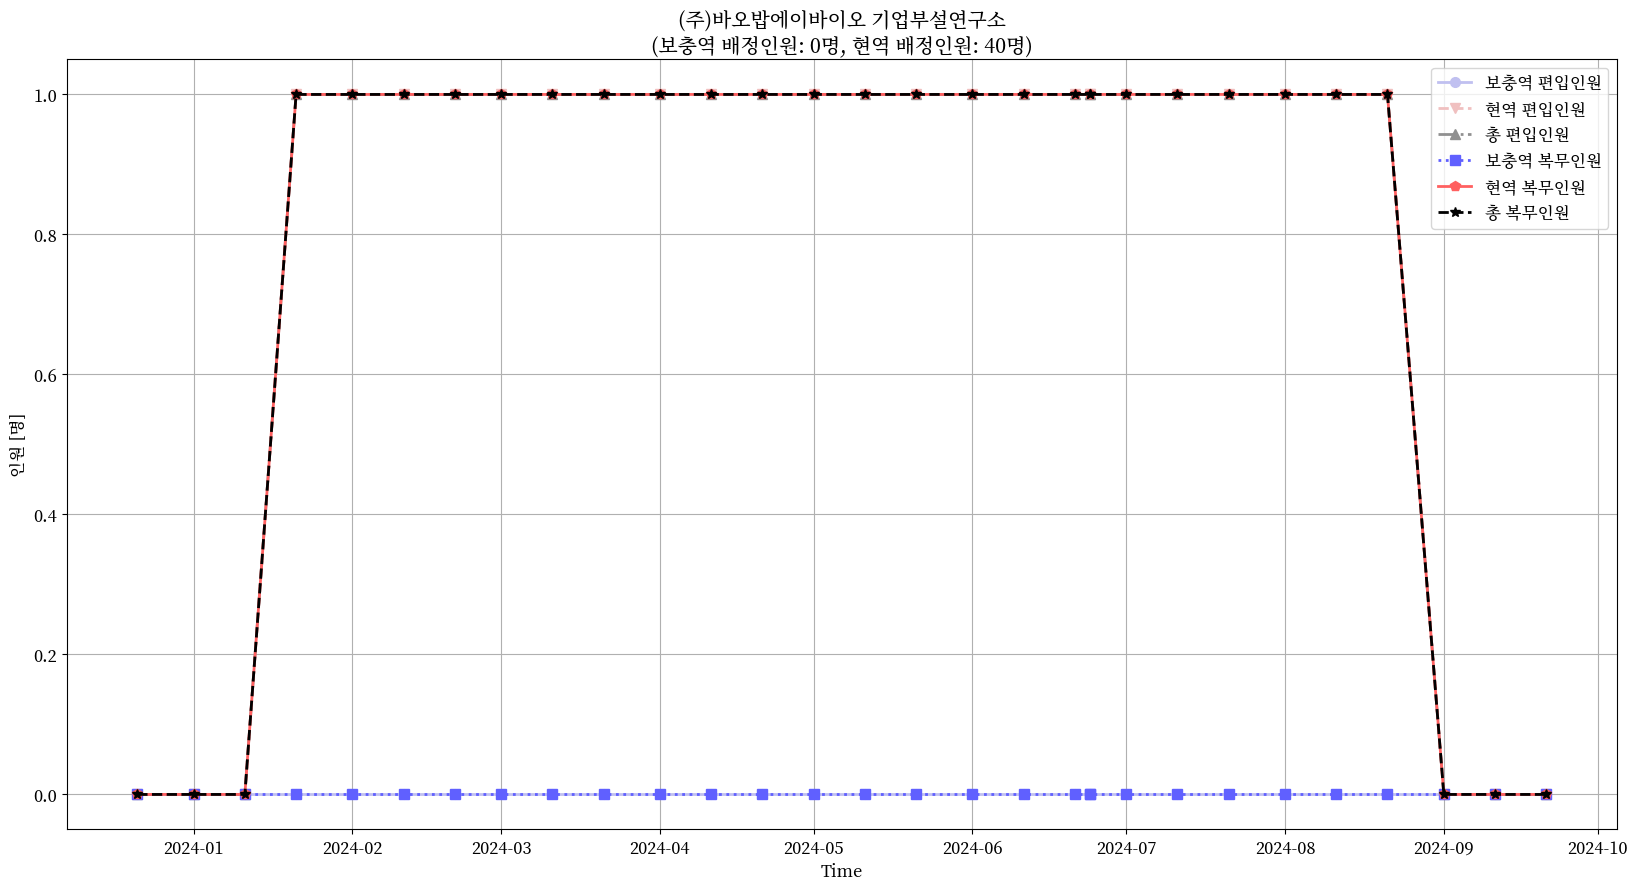 (주)바오밥에이바이오 기업부설연구소
(보충역 배정인원: 0명, 현역 배정인원: 40명)
보충역 편입인원
현역 편입인원
총 편입인원
보충역 복무인원
현역 복무인원
총 복무인원
인원 [명]
1.0
0.8
0.6
0.4
0.2
0.0
2024-01
2024-02
2024-03
2024-04
2024-05
2024-06
2024-07
2024-08
2024-09
2024-10
Time